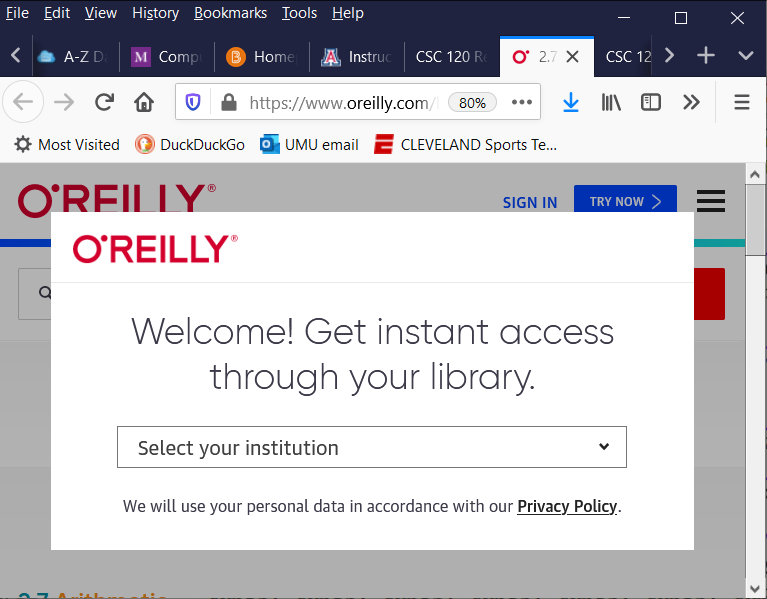 File Edit View History Bookmarks Tools Help
A-Z Da M Compu B Home Instruc CSC 120 Re 2.7 CSC 12
https://www.oreilly.com/ 80%
Most Visited DuckDuckGo UMU email CLEVELAND Sports Te...
O'REILLY®
SIGN IN TRY NOW
O'REILLY®
Welcome! Get instant access
through your library.
Select your institution
We will use your personal data in accordance with our Privacy Policy.
2.7 Arithmetic